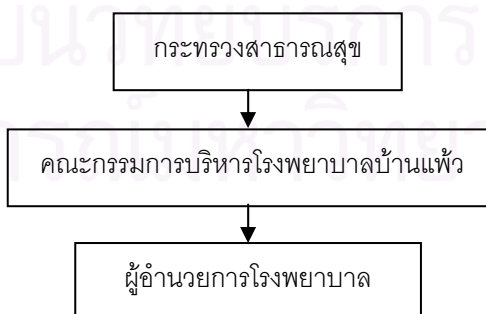 กระทรวงสาธารณสุข
คณะกรรมการบริหารโรงพยาบาลบ้านแพ้ว
ผู้อำนวยการโรงพยาบาล